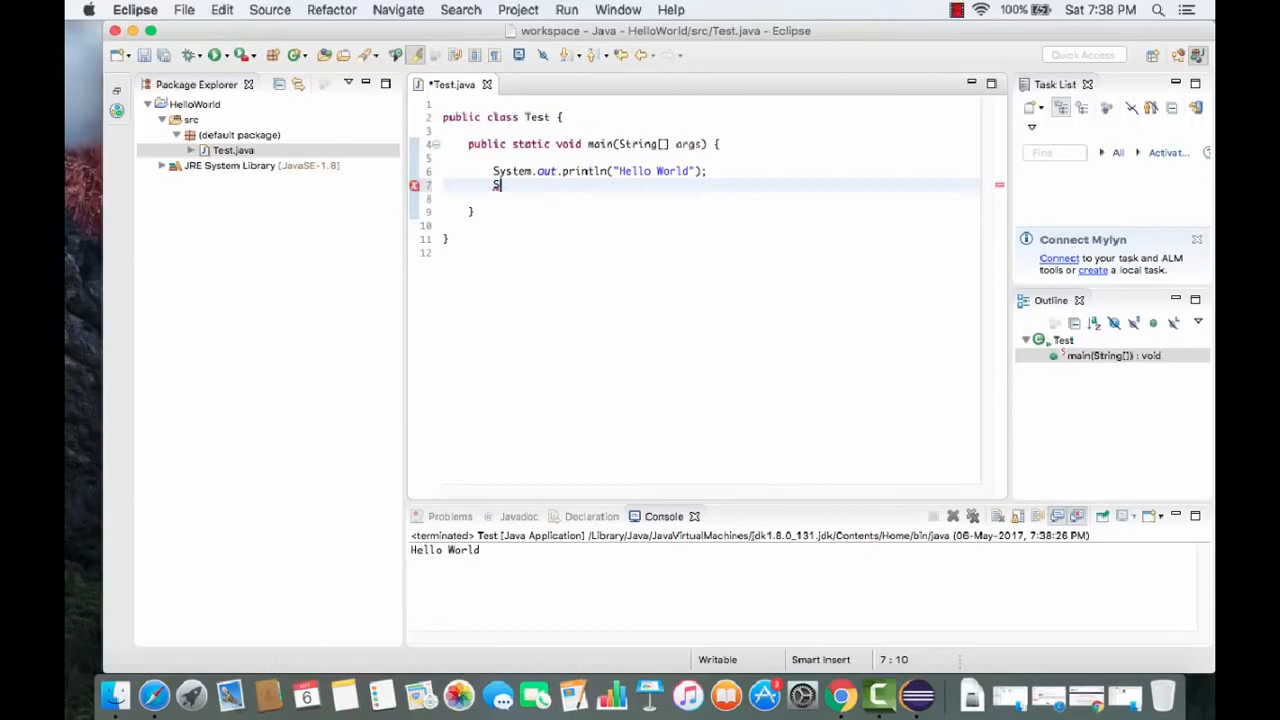 Eclipse File Edit Source Refactor Navigate Search Project Run Window Help 100% Sat 7:38 PM
workspace - Java - HelloWorld/src/Test.java - Eclipse
Quick Access
Package Explorer
HelloWorld
src
(default package)
Test.java
JRE System Library [JavaSE-1.8]
*Test.java
1
2 public class Test {
3
4 public static void main(String[] args) {
5
6 System.out.println("Hello World");
7 S
8
9 }
10
11 }
12
Task List
Find All Activat...
Connect Mylyn
Connect to your task and ALM
tools or create a local task.
Outline
Test
main(String[]) : void
Problems Javadoc Declaration Console
<terminated> Test [Java Application] /Library/Java/JavaVirtualMachines/jdk1.8.0_131.jdk/Contents/Home/bin/java (06-May-2017, 7:38:26 PM)
Hello World
Writable Smart Insert 7 : 10
MAY
6